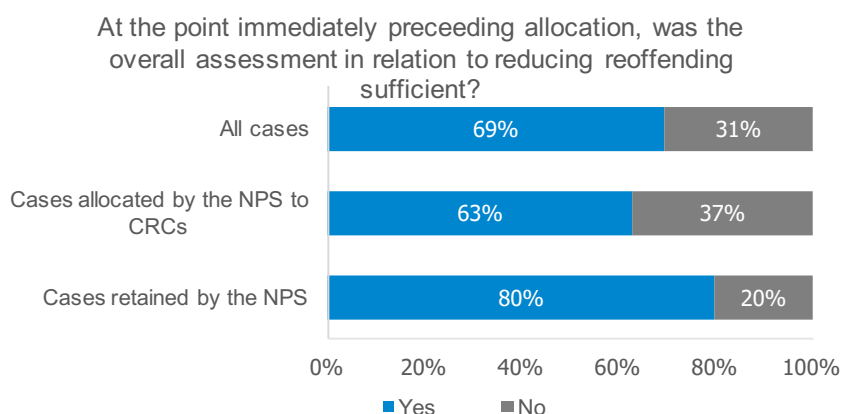 At the point immediately preceeding allocation, was the
overall assessment in relation to reducing reoffending
sufficient?
All cases
69% 31%
Cases allocated by the NPS to
CRCs
63% 37%
Cases retained by the NPS
80% 20%
0% 20% 40% 60% 80% 100%
Yes No